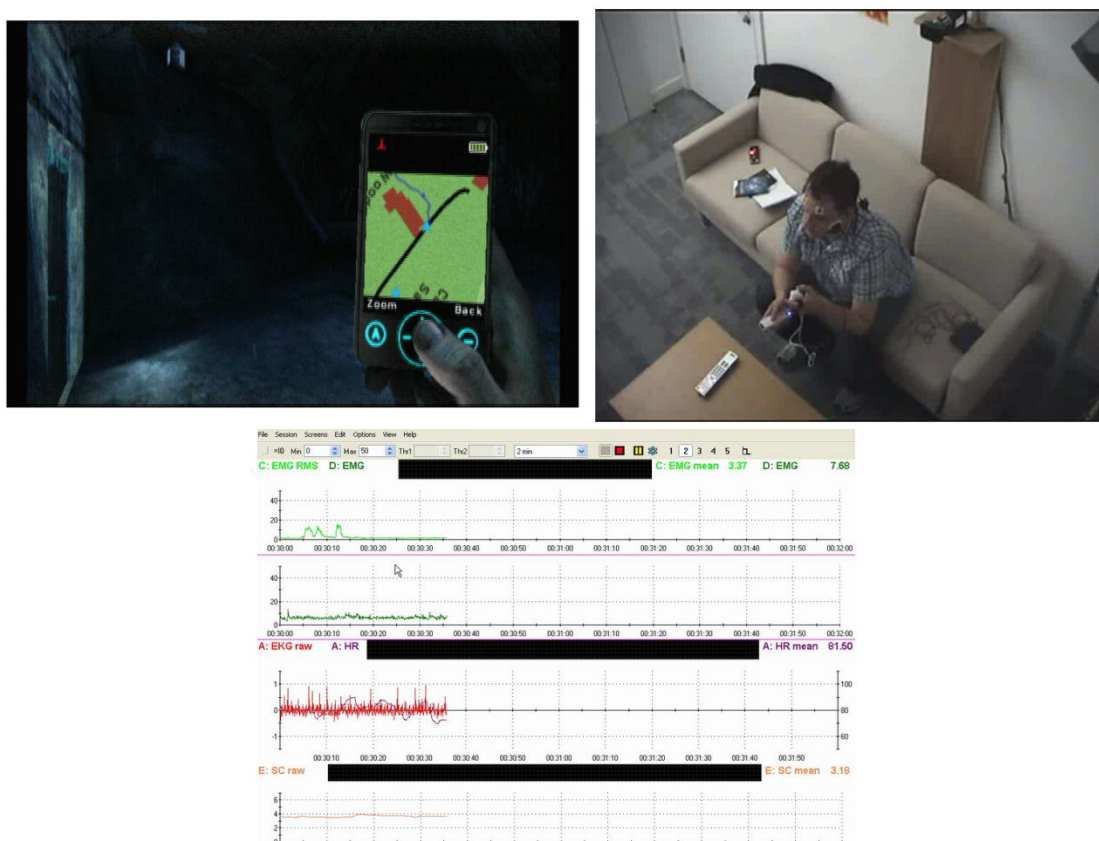 Zoom
Back
A
File Session Screens Edit Options View Help
Min 0 Max 50 Thr1 Thr2 2 min 1 2 3 4 5
C: EMG RMS D: EMG C: EMG mean 3.37 D: EMG 7.68
40
20
0
00:30:00 00:30:10 00:30:20 00:30:30 00:30:40 00:30:50 00:31:00 00:31:10 00:31:20 00:31:30 00:31:40 00:31:50 00:32:00
40
20
0
00:30:00 00:30:10 00:30:20 00:30:30 00:30:40 00:30:50 00:31:00 00:31:10 00:31:20 00:31:30 00:31:40 00:31:50 00:32:00
A: EKG raw A: HR A: HR mean 81.50
1 100
0 80
-1 60
00:30:10 00:30:20 00:30:30 00:30:40 00:30:50 00:31:00 00:31:10 00:31:20 00:31:30 00:31:40 00:31:50
E: SC raw E: SC mean 3.18
6
4
2